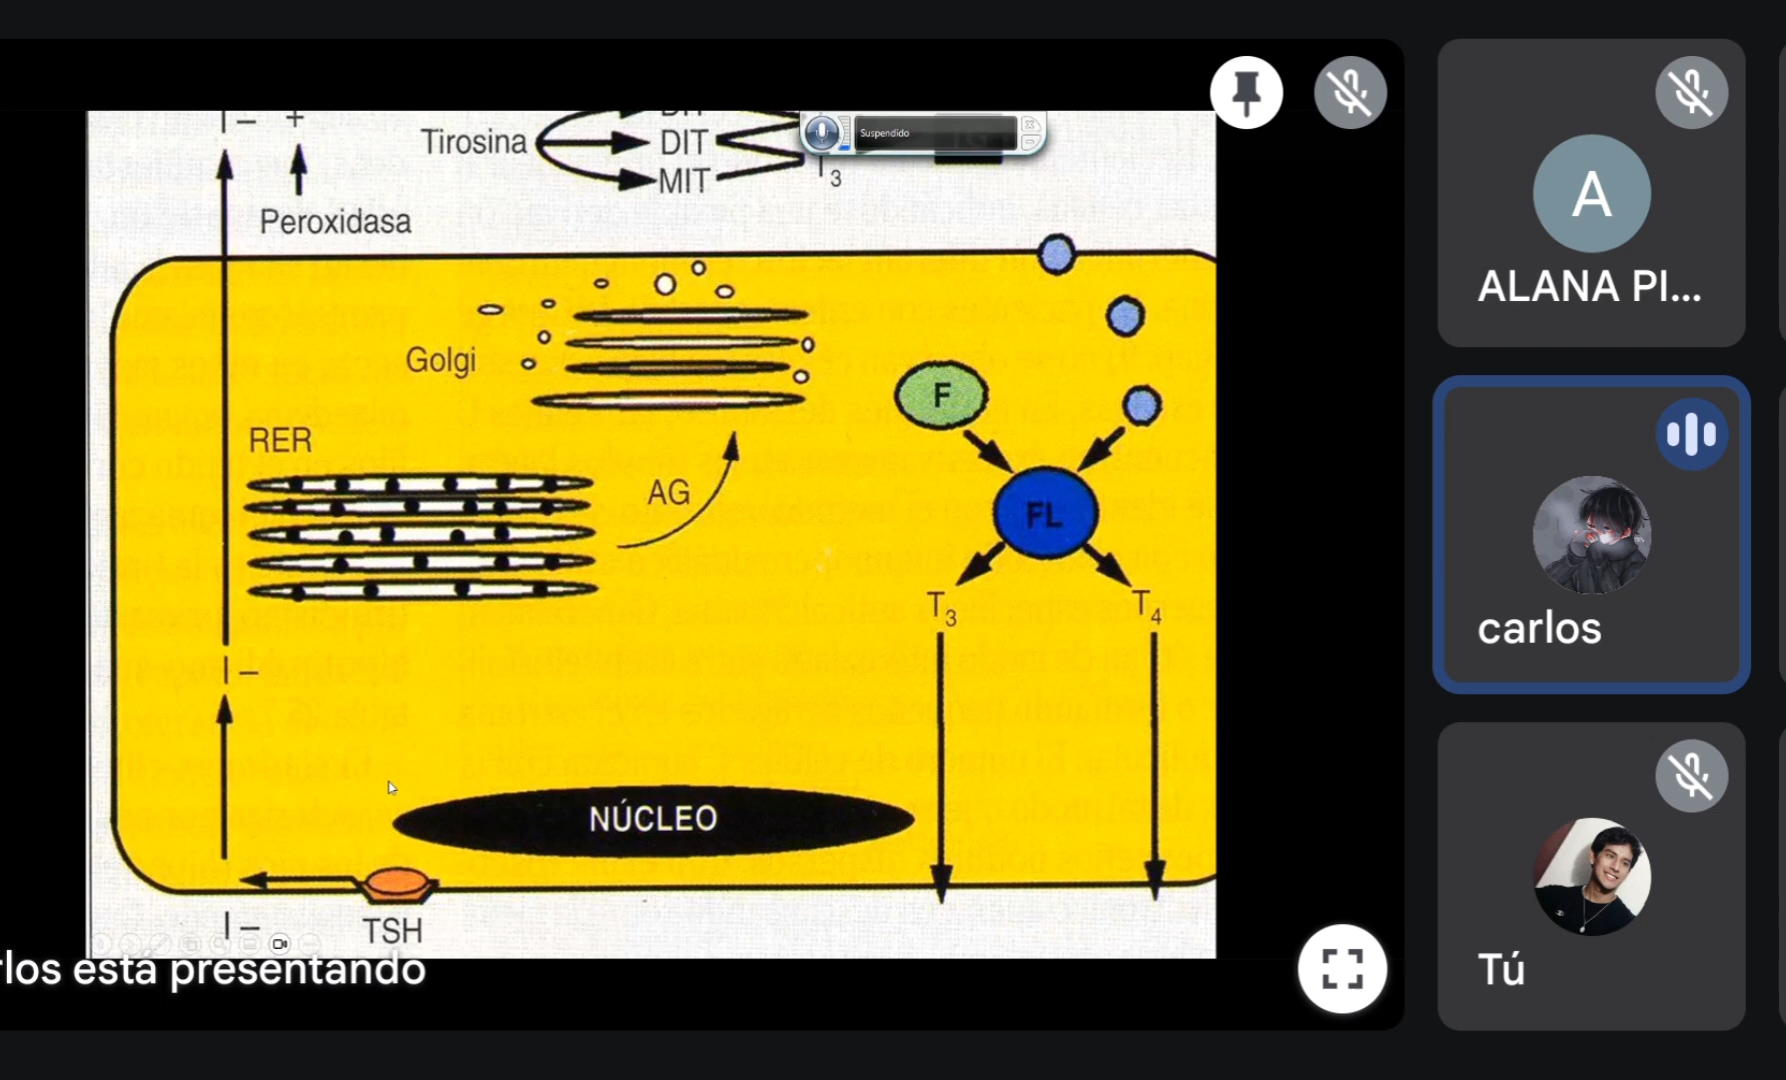 I– +
Tirosina
DIT
MIT
T3
Suspendido
Peroxidasa
Golgi
RER
AG
F
FL
T3
T4
I–
NÚCLEO
I–
TSH
rlos está presentando
A
ALANA PI...
carlos
Tú